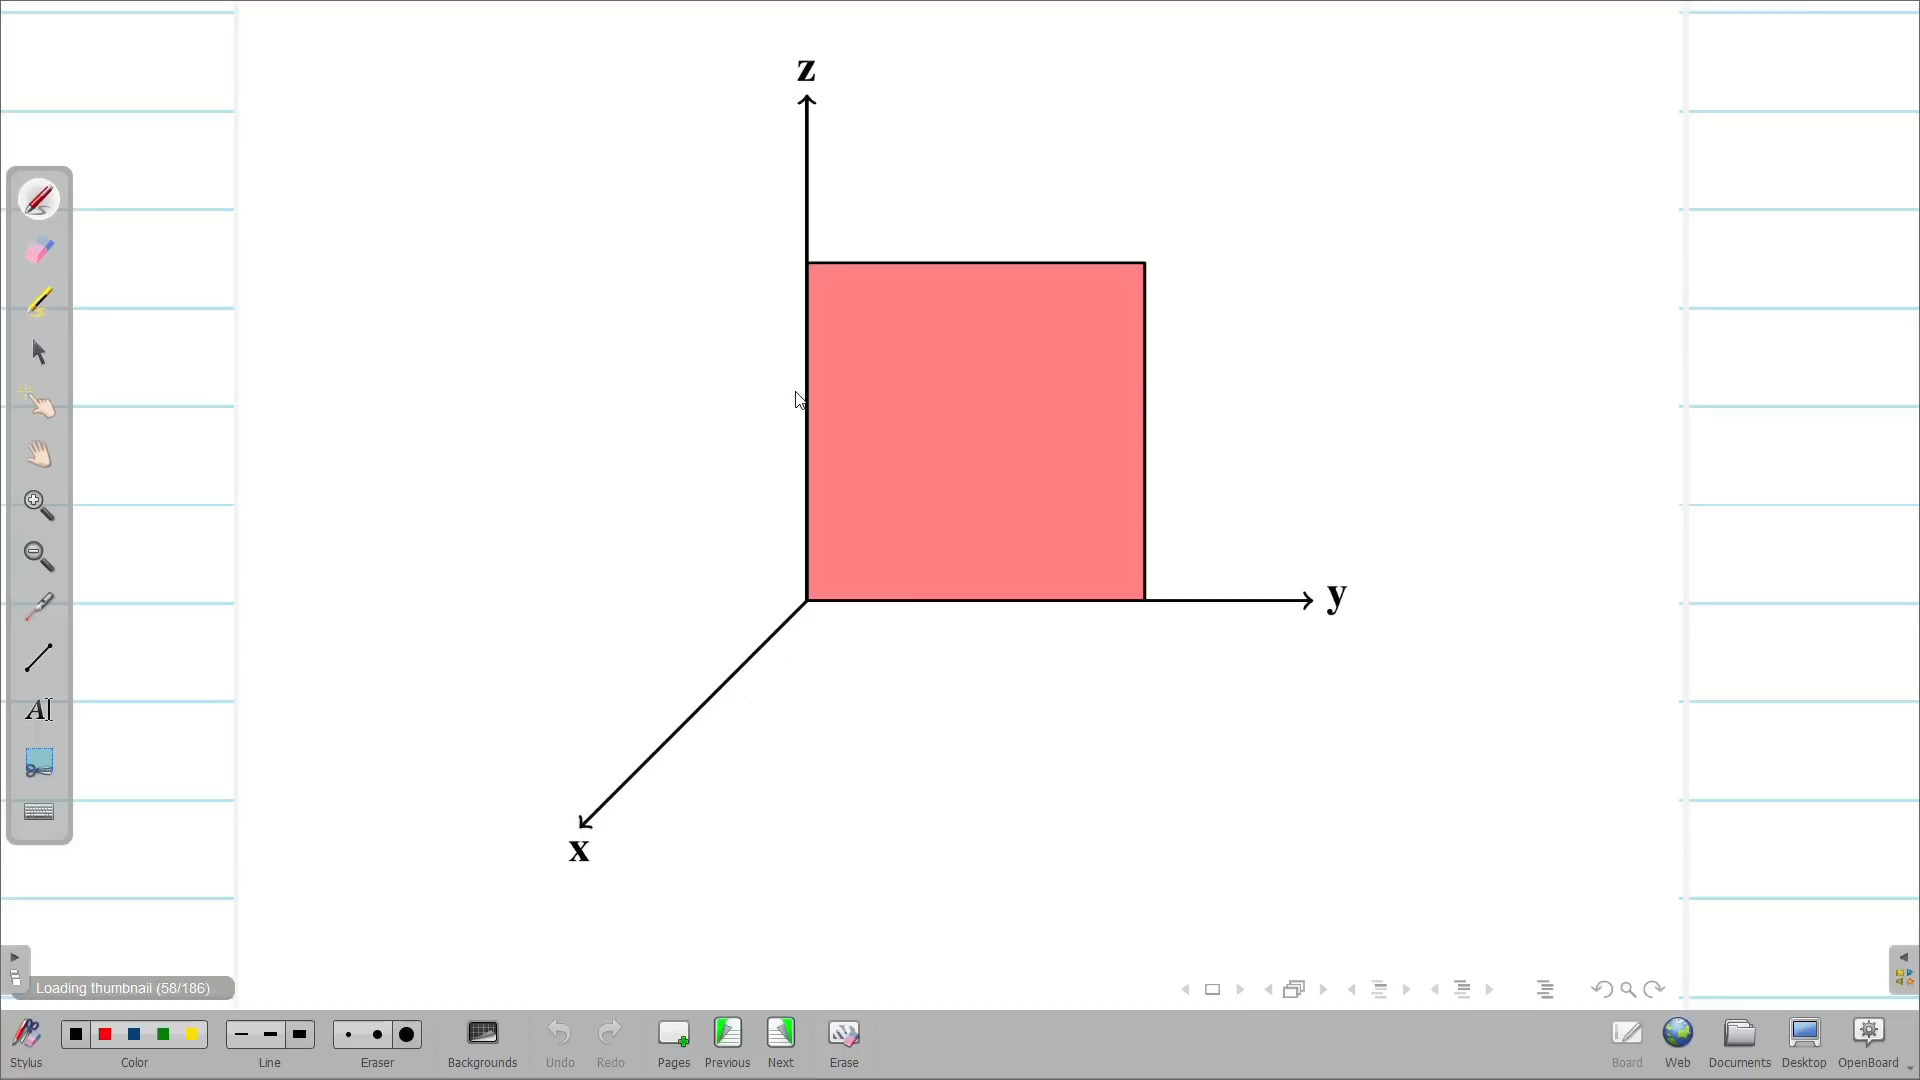 z
y
x
A
Loading thumbnail (58/186)
Stylus
Color
Line
Eraser
Backgrounds
Undo
Redo
Pages
Previous
Next
Erase
Board
Web
Documents
Desktop
OpenBoard